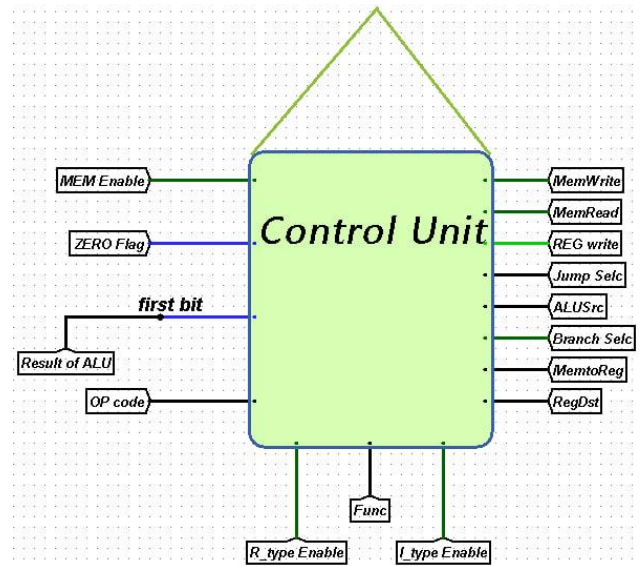 MEM Enable
MemWrite
MemRead
ZERO Flag
Control Unit
REG write
Jump Selc
first bit
ALUSrc
Result of ALU
Branch Selc
MemtoReg
OP code
RegDst
Func
R_type Enable
I_type Enable